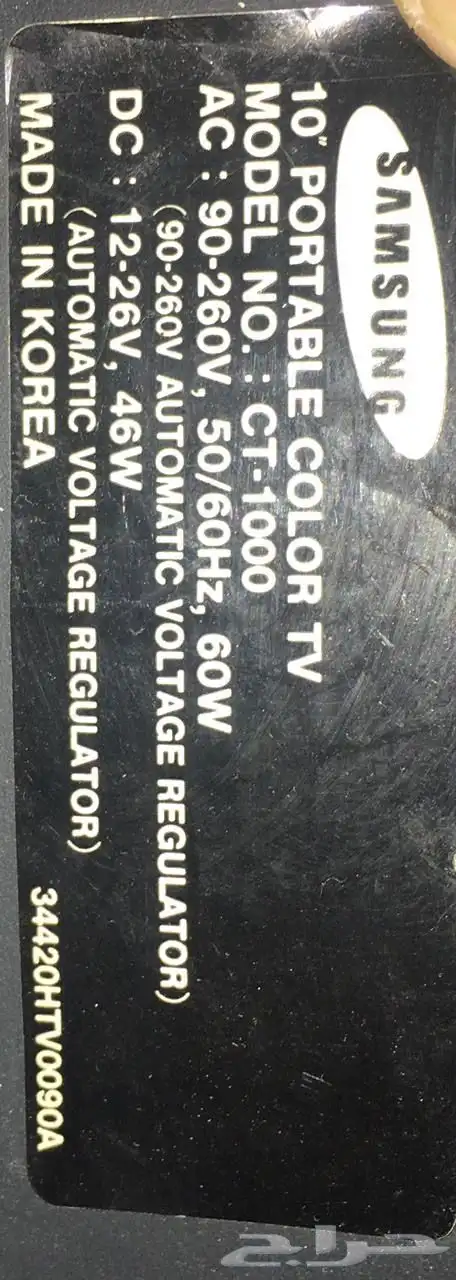 SAMSUNG
10" PORTABLE COLOR TV
MODEL NO. : CT-1000
AC : 90-260V, 50/60Hz, 60W
(90-260V AUTOMATIC VOLTAGE REGULATOR)
DC : 12-26V, 46W
(AUTOMATIC VOLTAGE REGULATOR)
MADE IN KOREA
34420HTV0090A
حراج